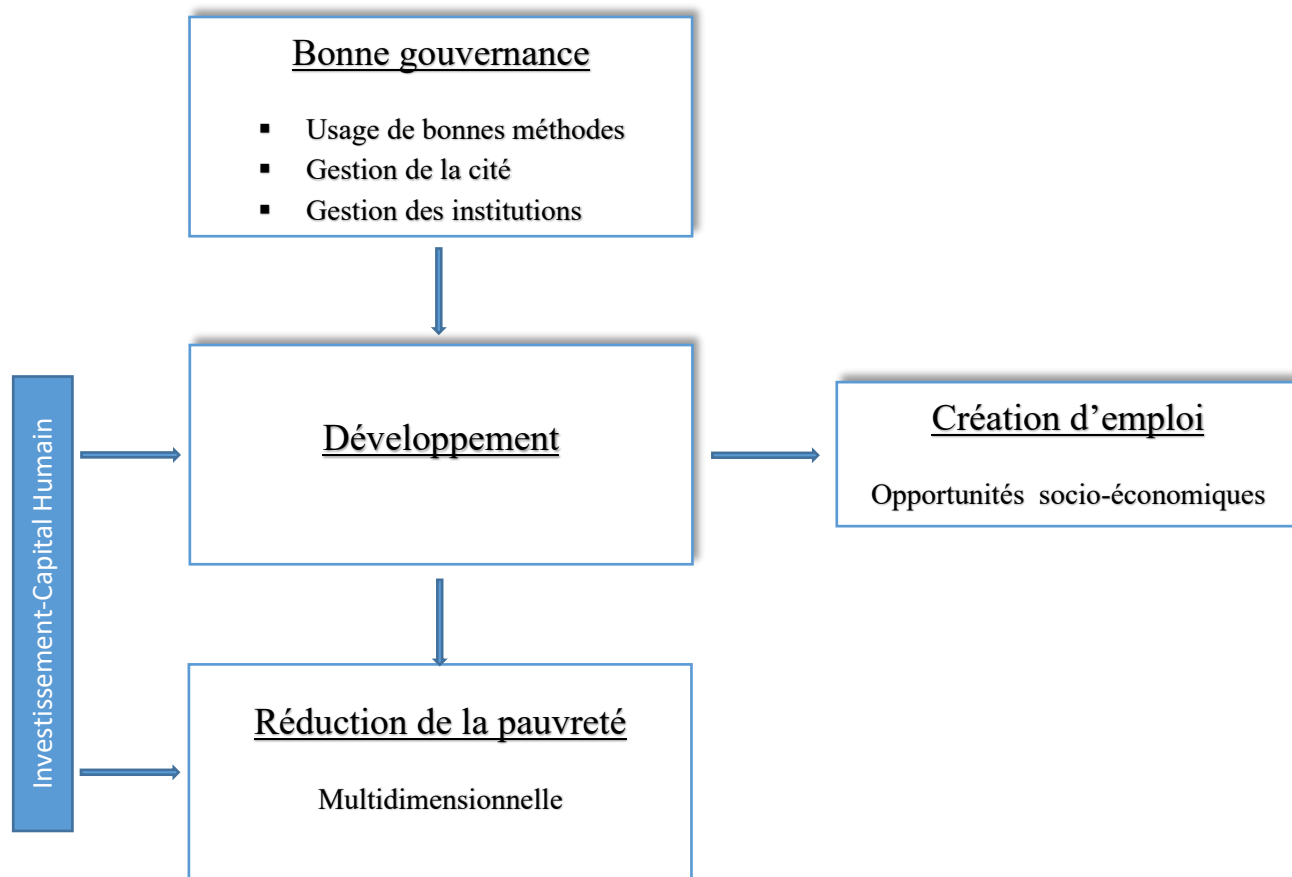 Bonne gouvernance
▪ Usage de bonnes méthodes
▪ Gestion de la cité
▪ Gestion des institutions
Investissement-Capital Humain
Développement
Création d’emploi
Opportunités socio-économiques
Réduction de la pauvreté
Multidimensionnelle